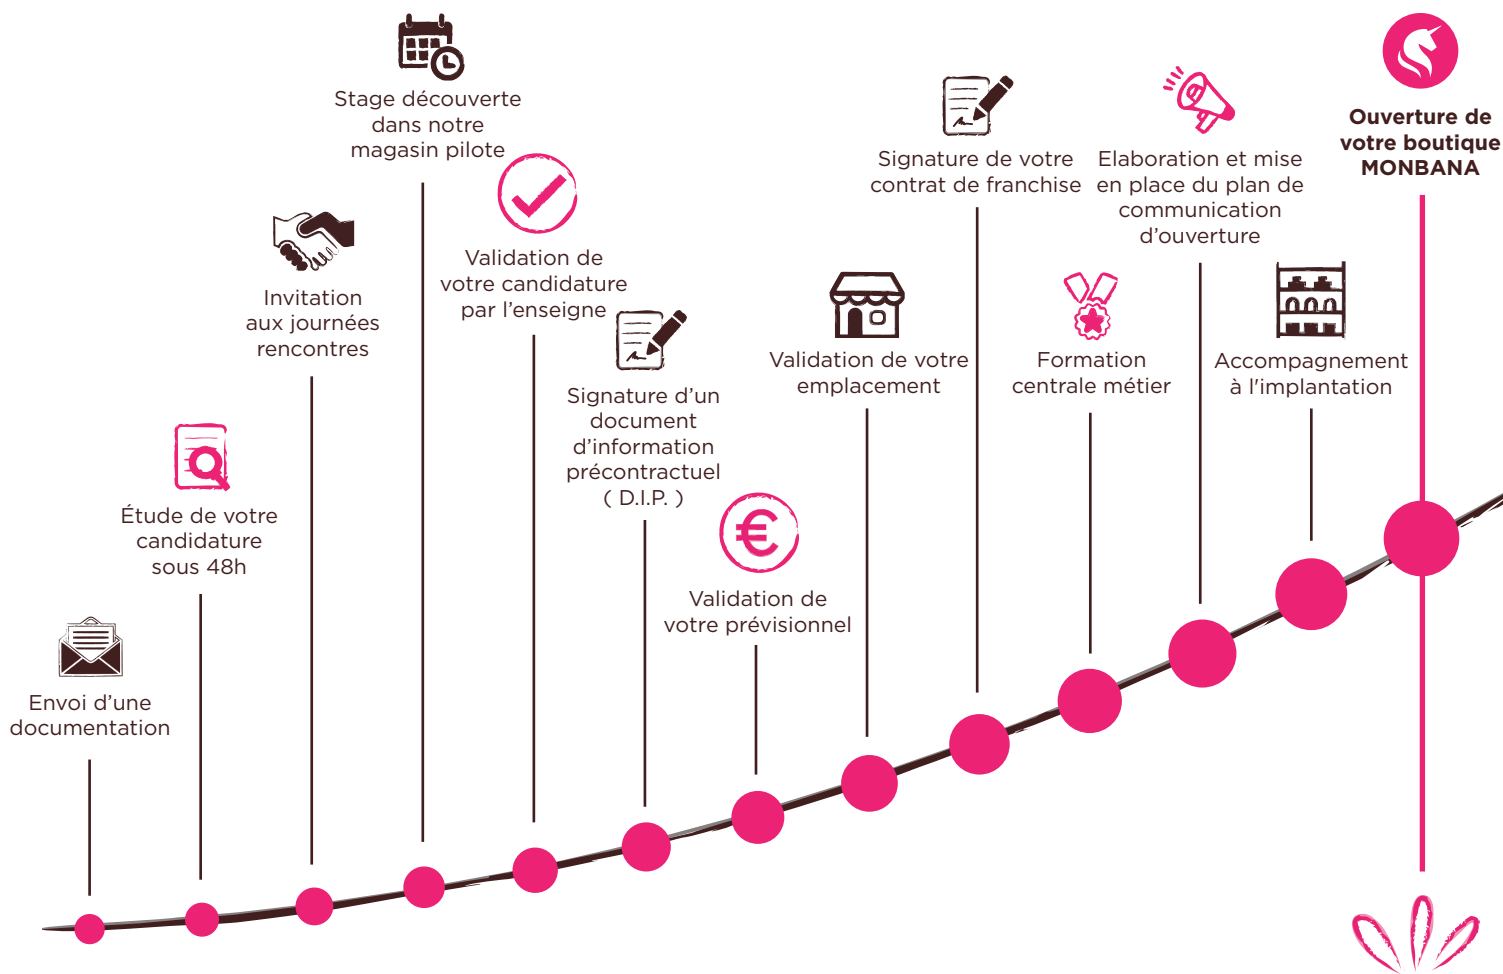 Envoi d’une
documentation
Étude de votre
candidature
sous 48h
Invitation
aux journées
rencontres
Stage découverte
dans notre
magasin pilote
Validation de
votre candidature
par l’enseigne
Signature d’un
document
d’information
précontractuel
( D.I.P. )
Validation de
votre prévisionnel
Validation de votre
emplacement
Signature de votre
contrat de franchise
Formation
centrale métier
Elaboration et mise
en place du plan de
communication
d’ouverture
Accompagnement
à l'implantation
Ouverture de
votre boutique
MONBANA